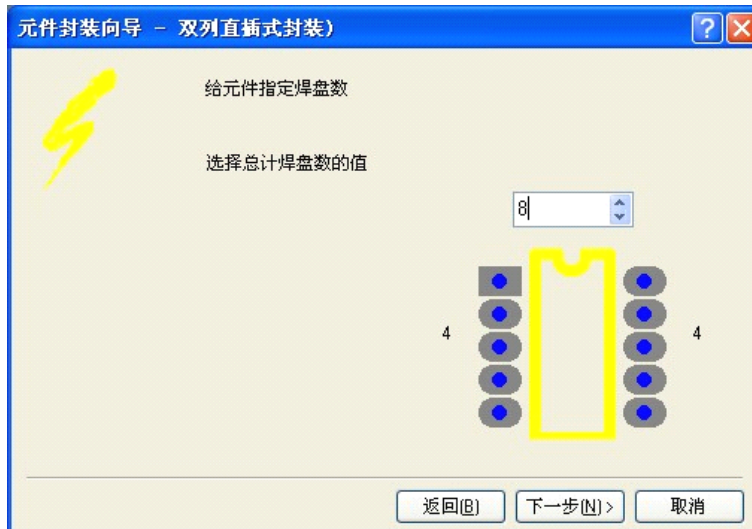 元件封装向导 - 双列直插式封装)
给元件指定焊盘数
选择总计焊盘数的值
8
4
4
返回(B)
下一步(N) >
取消